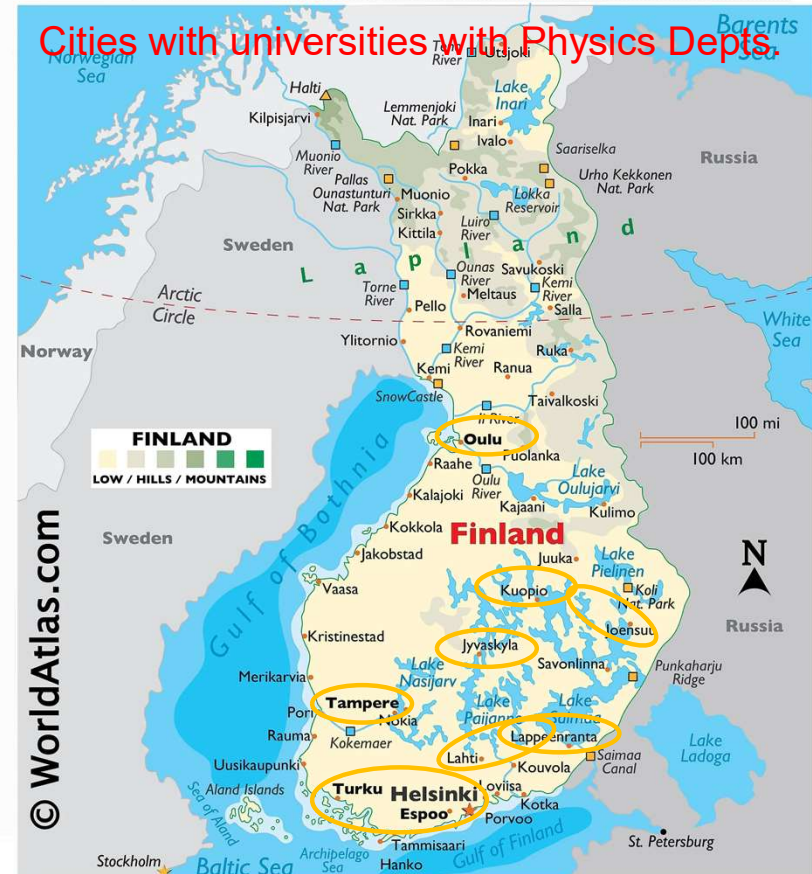 Cities with universities with Physics Depts.
Barents
Sea
Norwegian
Sea
River
Utsjoki
Halti
Lake
Inari
Lemmenjoki
Nat. Park
Kilpisjarvi
Inari
Ivalo
Saariselka
Russia
Muonio
River
Pallas
Ounastunturi
Nat. Park
Pokka
Urho Kekkonen
Nat. Park
Muonio
Lokka
Reservoir
Sirkka
Luiro
River
Kittila
Sweden
L a p l a n d
Ounas
River
Savukoski
Torne
River
Meltaus
Kemi
River
Arctic
Circle
Pello
Salla
White
Sea
Rovaniemi
Ylitornio
Norway
Kemi
River
Ruka
Kemi
Ranua
SnowCastle
Taivalkoski
Ii River
100 mi
100 km
FINLAND
LOW / HILLS / MOUNTAINS
Oulu
Puolanka
Raahe
Oulu
River
Lake
Oulujarvi
Kalajoki
Kajaani
Kulimo
Gulf of Bothnia
Kokkola
Finland
Sweden
Jakobstad
Juuka
Lake
Pielinen
N
Vaasa
Kuopio
Koli
Nat. Park
Joensuu
Russia
Kristinestad
Jyvaskyla
Lake
Nasijarv
Savonlinna
Punkaharju
Ridge
Merikarvia
Tampere
Pori
Nokia
Lake
Paijanne
Lake
Saimaa
Rauma
Kokemaer
Lappeenranta
Lake
Ladoga
Lahti
Saimaa
Canal
Uusikaupunki
Kouvola
Aland Islands
Turku
Helsinki
Loviisa
Espoo
Kotka
Porvoo
Sea of Aland
Tammisaari
Gulf of Finland
St. Petersburg
Stockholm
Baltic Sea
Archipelago
Sea
Hanko
© WorldAtlas.com